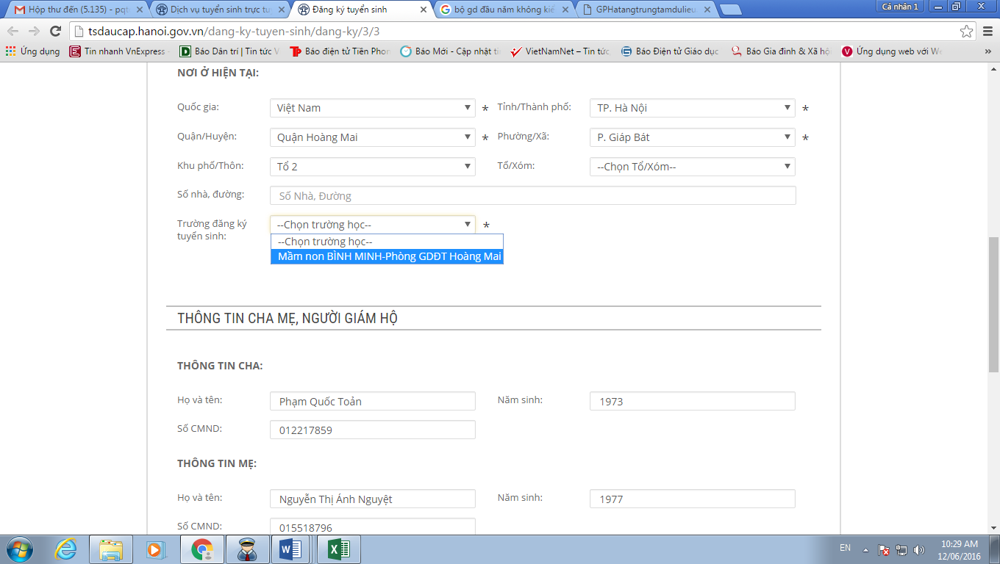 Hộp thư đến (5.135) - pqt
Dịch vụ tuyển sinh trực tu
Đăng ký tuyển sinh
bộ gd đầu năm không kiể
GPHatangtrungtamdulieu
Cá nhân 1
tsdaucap.hanoi.gov.vn/dang-ky-tuyen-sinh/dang-ky/3/3
Ứng dụng
Tin nhanh VnExpress -
Báo Dân trí | Tin tức V
Báo điện tử Tiền Phon
Báo Mới - Cập nhật ti
VietNamNet – Tin tức,
Báo Điện tử Giáo dục
Báo Gia đình & Xã hộ
Ứng dụng web với We
»
NƠI Ở HIỆN TẠI:
Quốc gia: Việt Nam * Tỉnh/Thành phố: TP. Hà Nội *
Quận/Huyện: Quận Hoàng Mai * Phường/Xã: P. Giáp Bát *
Khu phố/Thôn: Tổ 2 Tổ/Xóm: --Chọn Tổ/Xóm--
Số nhà, đường: Số Nhà, Đường
Trường đăng ký --Chọn trường học-- *
tuyển sinh: --Chọn trường học--
Mầm non BÌNH MINH-Phòng GDĐT Hoàng Mai
THÔNG TIN CHA MẸ, NGƯỜI GIÁM HỘ
THÔNG TIN CHA:
Họ và tên: Phạm Quốc Toản Năm sinh: 1973
Số CMND: 012217859
THÔNG TIN MẸ:
Họ và tên: Nguyễn Thị Ánh Nguyệt Năm sinh: 1977
Số CMND: 015518796
EN
10:29 AM
12/06/2016